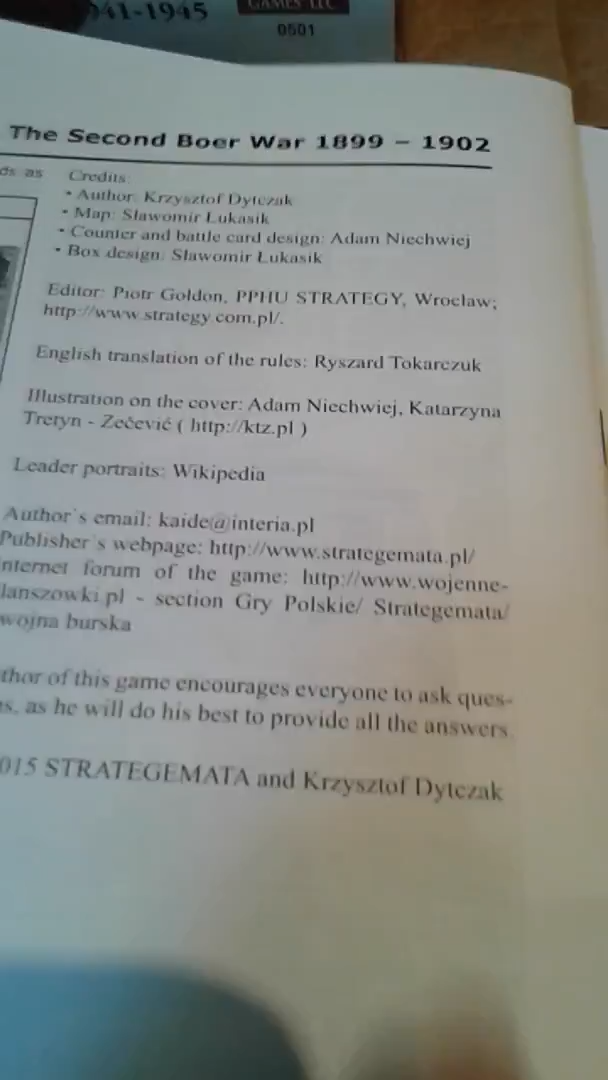 41-1945
GAMES LLC
0501
The Second Boer War 1899 – 1902
ds as
Credits:
• Author: Krzysztof Dytczak
• Map: Sławomir Łukasik
• Counter and battle card design: Adam Niechwiej
• Box design: Sławomir Łukasik
Editor: Piotr Gołdon, PPHU STRATEGY, Wrocław;
http://www.strategy.com.pl/.
English translation of the rules: Ryszard Tokarczuk
Illustration on the cover: Adam Niechwiej, Katarzyna
Tretyn - Zečević ( http://ktz.pl )
Leader portraits: Wikipedia
Author`s email: kaide@interia.pl
Publisher`s webpage: http://www.strategemata.pl/
nternet forum of the game: http://www.wojenne-
lanszowki.pl – section Gry Polskie/ Strategemata/
wojna burska
thor of this game encourages everyone to ask ques-
s, as he will do his best to provide all the answers.
015 STRATEGEMATA and Krzysztof Dytczak